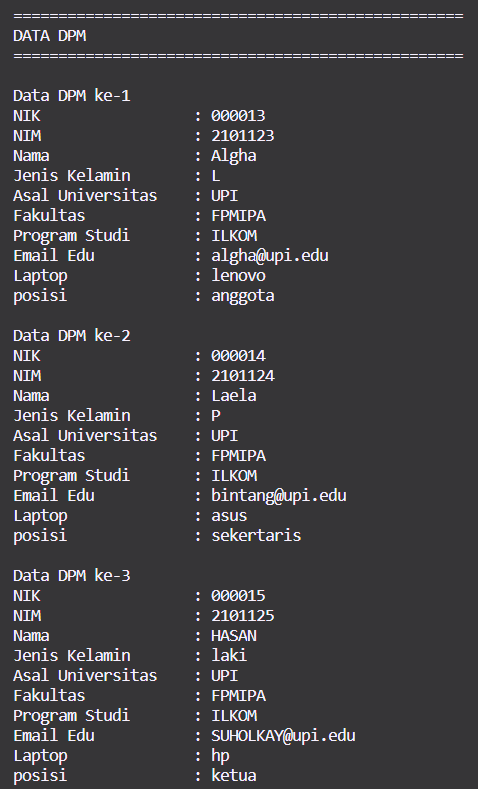 ==================================================
DATA DPM
==================================================
Data DPM ke-1
NIK : 000013
NIM : 2101123
Nama : Algha
Jenis Kelamin : L
Asal Universitas : UPI
Fakultas : FPMIPA
Program Studi : ILKOM
Email Edu : algha@upi.edu
Laptop : lenovo
posisi : anggota
Data DPM ke-2
NIK : 000014
NIM : 2101124
Nama : Laela
Jenis Kelamin : P
Asal Universitas : UPI
Fakultas : FPMIPA
Program Studi : ILKOM
Email Edu : bintang@upi.edu
Laptop : asus
posisi : sekertaris
Data DPM ke-3
NIK : 000015
NIM : 2101125
Nama : HASAN
Jenis Kelamin : laki
Asal Universitas : UPI
Fakultas : FPMIPA
Program Studi : ILKOM
Email Edu : SUHOLKAY@upi.edu
Laptop : hp
posisi : ketua